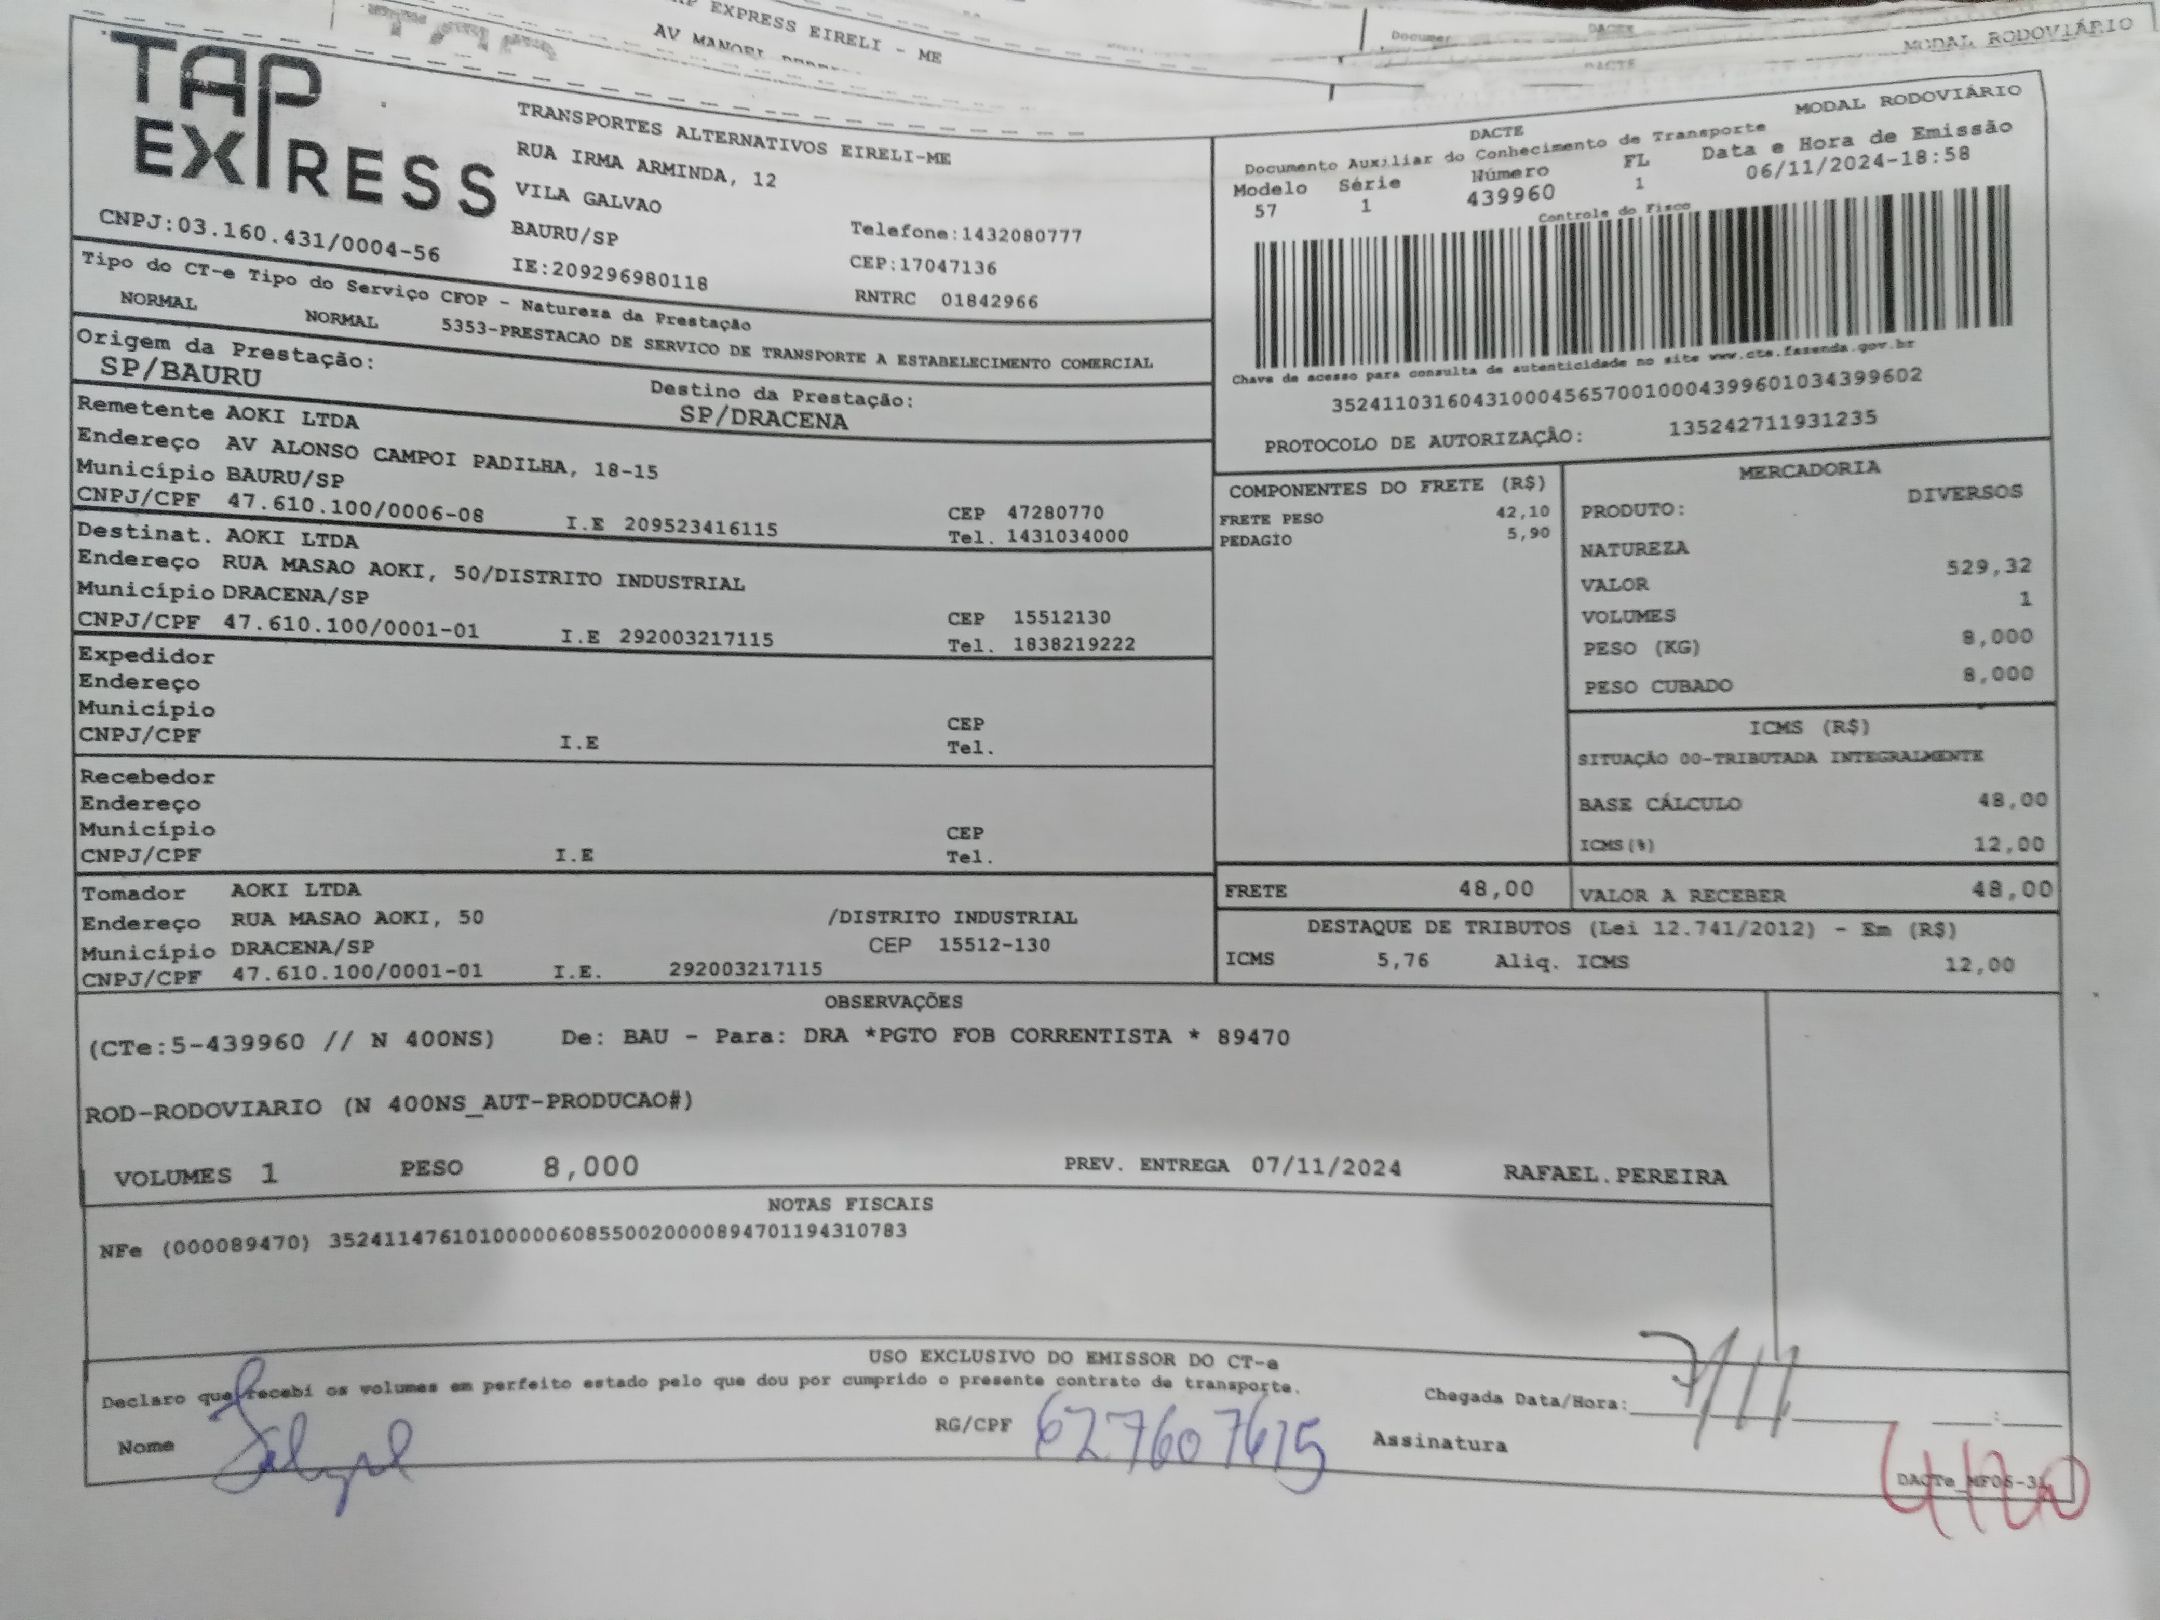 EXPRESS EIRELI - ME
AV MANOEL
MODAL RODOVIÁRIO
TAP EXPRESS
CNPJ:03.160.431/0004-56
TRANSPORTES ALTERNATIVOS EIRELI-ME
RUA IRMA ARMINDA, 12
VILA GALVAO
BAURU/SP Telefone:1432080777
IE:209296980118 CEP:17047136
RNTRC 01842966
MODAL RODOVIÁRIO
DACTE
Documento Auxiliar do Conhecimento de Transporte
Modelo Série Número FL Data e Hora de Emissão
57 1 439960 1 06/11/2024-18:58
Controle do Fisco
Chave de acesso para consulta de autenticidade no site www.cte.fazenda.gov.br
35241103160431000456570010004399601034399602
PROTOCOLO DE AUTORIZAÇÃO: 135242711931235
Tipo do CT-e Tipo do Serviço CFOP - Natureza da Prestação
NORMAL NORMAL 5353-PRESTACAO DE SERVICO DE TRANSPORTE A ESTABELECIMENTO COMERCIAL
Origem da Prestação: Destino da Prestação:
SP/BAURU SP/DRACENA
Remetente AOKI LTDA
Endereço AV ALONSO CAMPOI PADILHA, 18-15
Município BAURU/SP CEP 47280770
CNPJ/CPF 47.610.100/0006-08 I.E 209523416115 Tel. 1431034000
Destinat. AOKI LTDA
Endereço RUA MASAO AOKI, 50/DISTRITO INDUSTRIAL
Município DRACENA/SP CEP 15512130
CNPJ/CPF 47.610.100/0001-01 I.E 292003217115 Tel. 1838219222
Expedidor
Endereço
Município CEP
CNPJ/CPF I.E Tel.
Recebedor
Endereço
Município CEP
CNPJ/CPF I.E Tel.
Tomador AOKI LTDA
Endereço RUA MASAO AOKI, 50 /DISTRITO INDUSTRIAL
Município DRACENA/SP CEP 15512-130
CNPJ/CPF 47.610.100/0001-01 I.E. 292003217115
COMPONENTES DO FRETE (R$)
FRETE PESO 42,10
PEDAGIO 5,90
MERCADORIA
PRODUTO: DIVERSOS
NATUREZA
VALOR 529,32
VOLUMES 1
PESO (KG) 8,000
PESO CUBADO 8,000
ICMS (R$)
SITUAÇÃO 00-TRIBUTADA INTEGRALMENTE
BASE CÁLCULO 48,00
ICMS(%) 12,00
FRETE 48,00 VALOR A RECEBER 48,00
DESTAQUE DE TRIBUTOS (Lei 12.741/2012) - Em (R$)
ICMS 5,76 Aliq. ICMS 12,00
OBSERVAÇÕES
(CTe:5-439960 // N 400NS) De: BAU - Para: DRA *PGTO FOB CORRENTISTA * 89470
ROD-RODOVIARIO (N 400NS_AUT-PRODUCAO#)
VOLUMES 1 PESO 8,000 PREV. ENTREGA 07/11/2024 RAFAEL.PEREIRA
NOTAS FISCAIS
NFe (000089470) 35241147610100000608550020000894701194310783
USO EXCLUSIVO DO EMISSOR DO CT-e
Declaro que recebi os volumes em perfeito estado pelo que dou por cumprido o presente contrato de transporte.
Chegada Data/Hora: 7/11
Nome RG/CPF 627607615 Assinatura